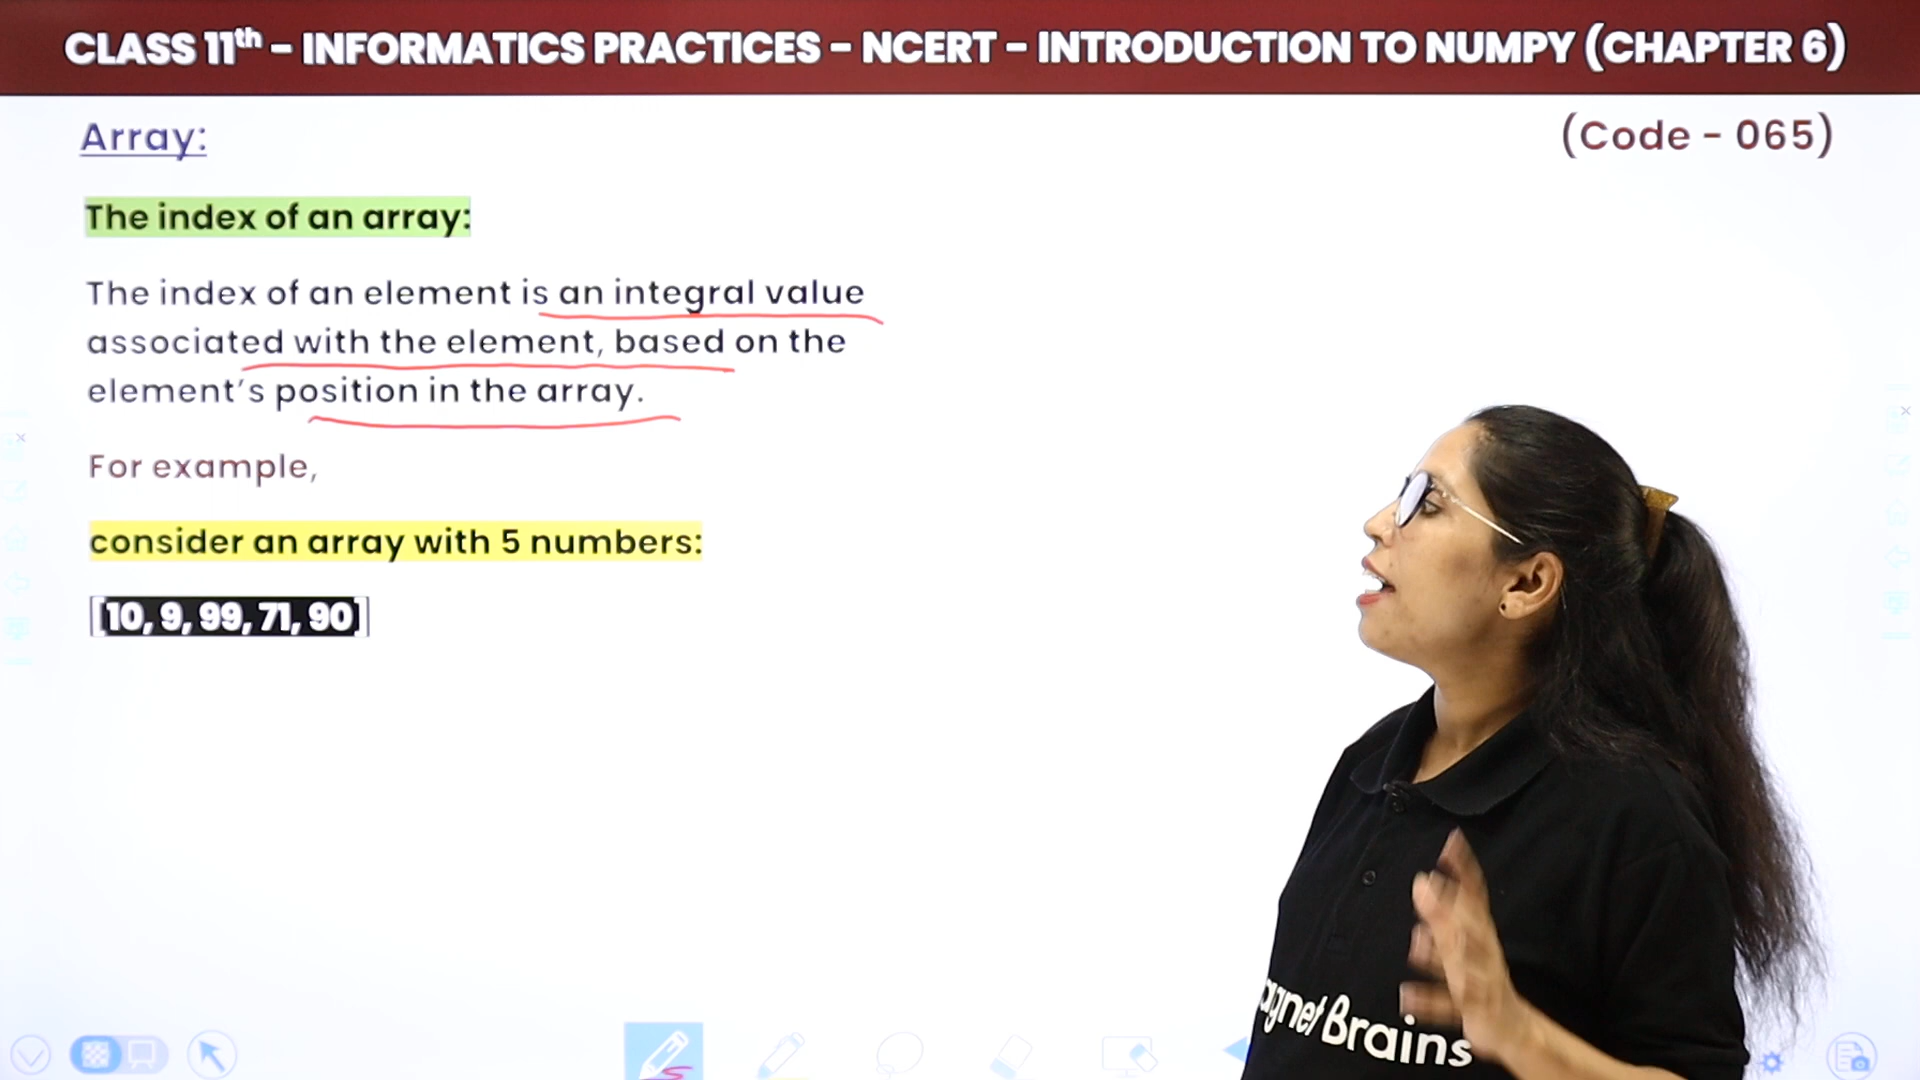 CLASS 11th - INFORMATICS PRACTICES - NCERT - INTRODUCTION TO NUMPY (CHAPTER 6)
Array:
(Code - 065)
The index of an array:
The index of an element is an integral value
associated with the element, based on the
element's position in the array.
For example,
consider an array with 5 numbers:
[10, 9, 99, 71, 90]
agnet Brains